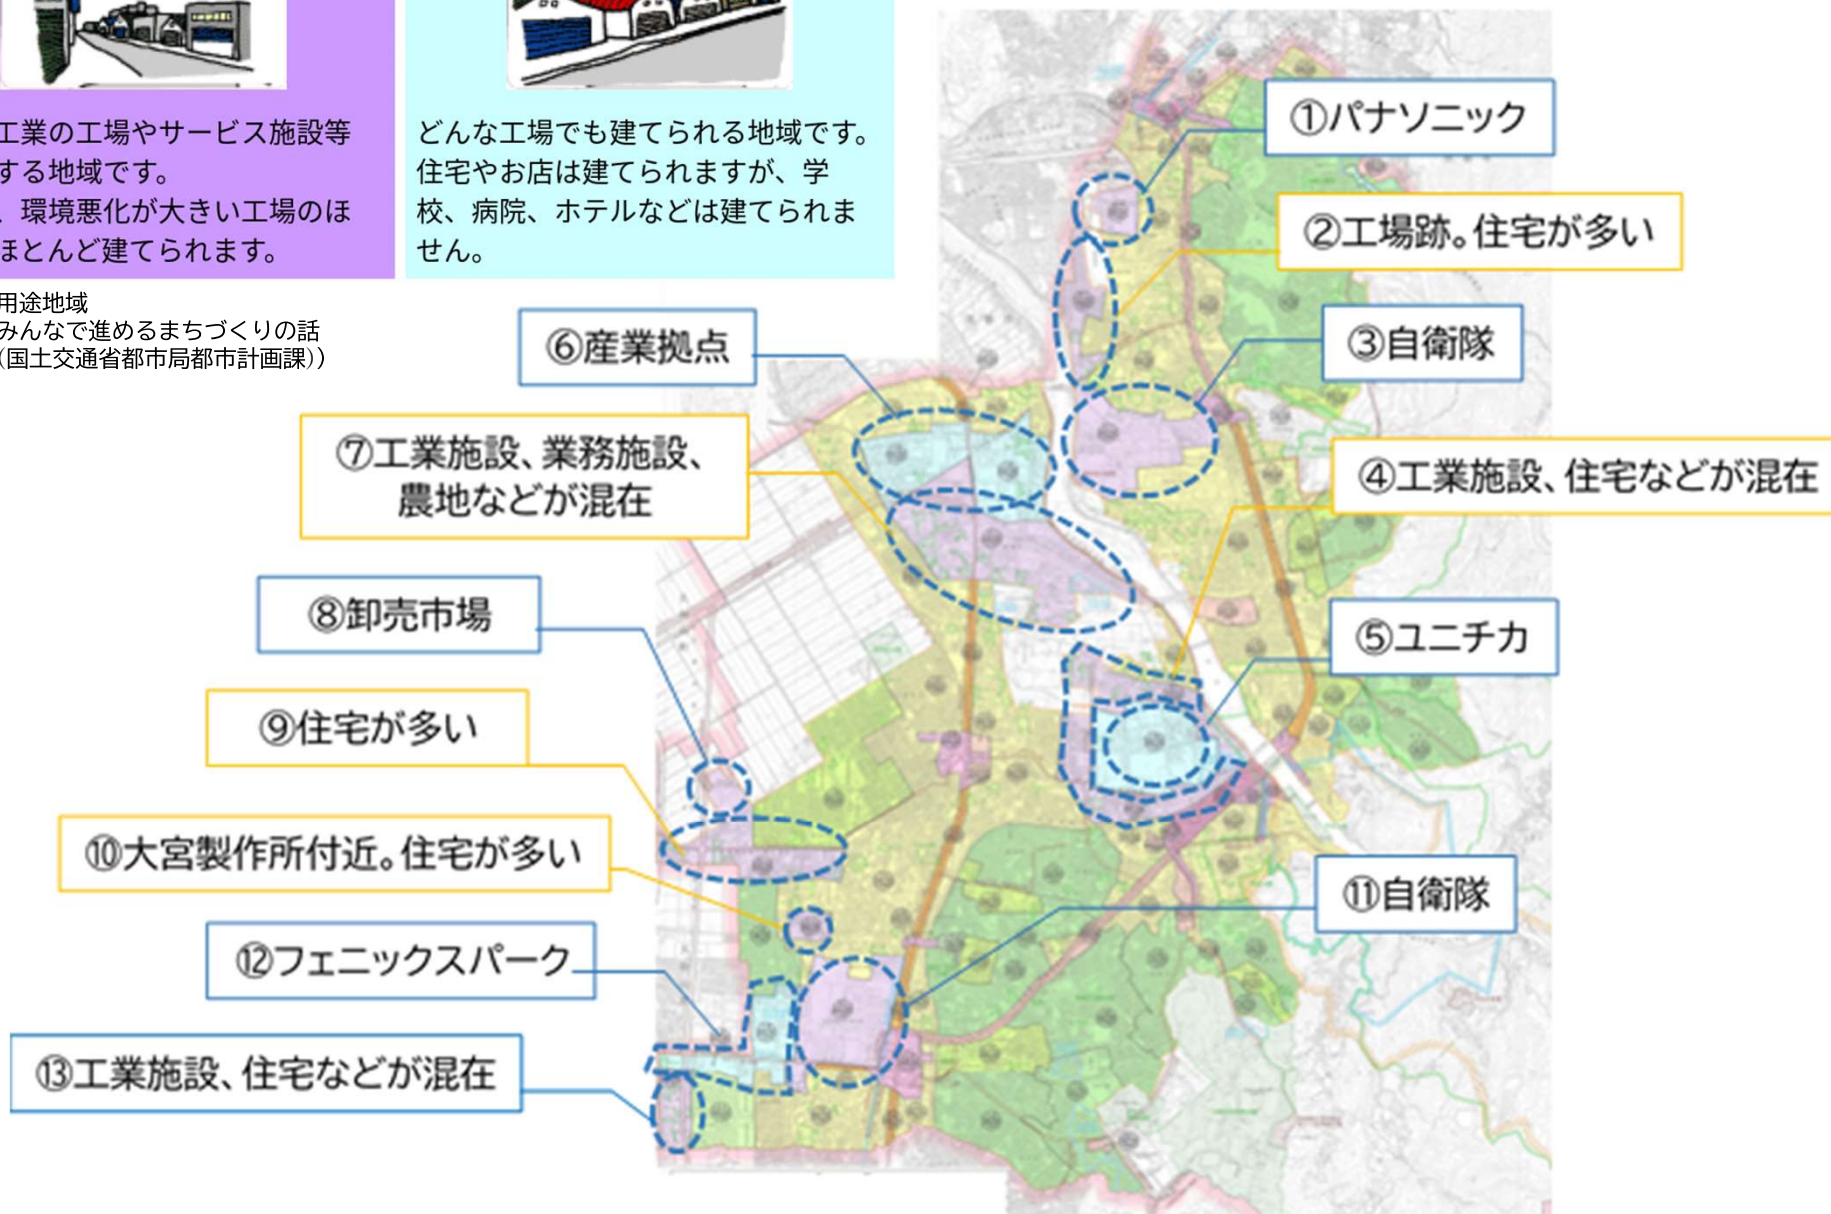 工業の工場やサービス施設等
する地域です。
、環境悪化が大きい工場のほ
ほとんど建てられます。
どんな工場でも建てられる地域です。
住宅やお店は建てられますが、学
校、病院、ホテルなどは建てられま
せん。
用途地域
みんなで進めるまちづくりの話
(国土交通省都市局都市計画課))
①パナソニック
②工場跡。住宅が多い
③自衛隊
④工業施設、住宅などが混在
⑤ユニチカ
⑥産業拠点
⑦工業施設、業務施設、
農地などが混在
⑧卸売市場
⑨住宅が多い
⑩大宮製作所付近。住宅が多い
⑪自衛隊
⑫フェニックスパーク
⑬工業施設、住宅などが混在